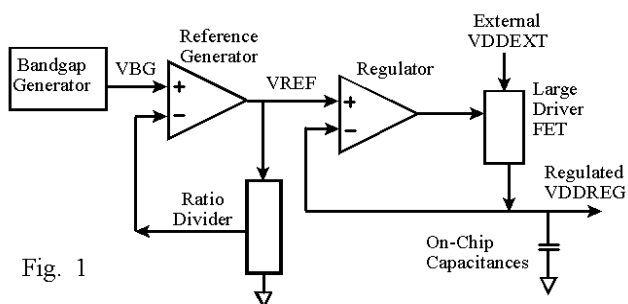 External
VDDEXT
Reference
Generator
Bandgap
Generator
VBG
VREF
Regulator
Large
Driver
FET
+
−
+
−
Regulated
VDDREG
Ratio
Divider
On-Chip
Capacitances
Fig. 1